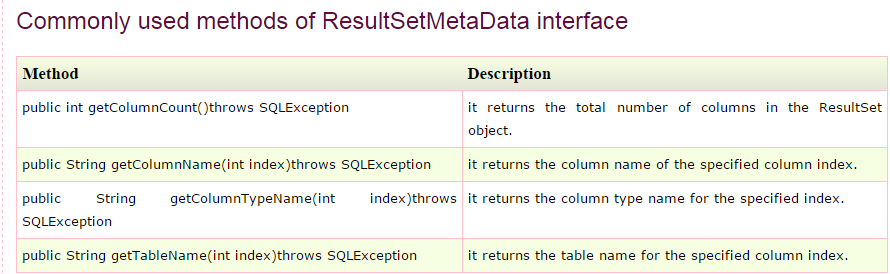 Commonly used methods of ResultSetMetaData interface
Method Description
public int getColumnCount()throws SQLException it returns the total number of columns in the ResultSet
object.
public String getColumnName(int index)throws SQLException it returns the column name of the specified column index.
public String getColumnTypeName(int index)throws it returns the column type name for the specified index.
SQLException
public String getTableName(int index)throws SQLException it returns the table name for the specified column index.